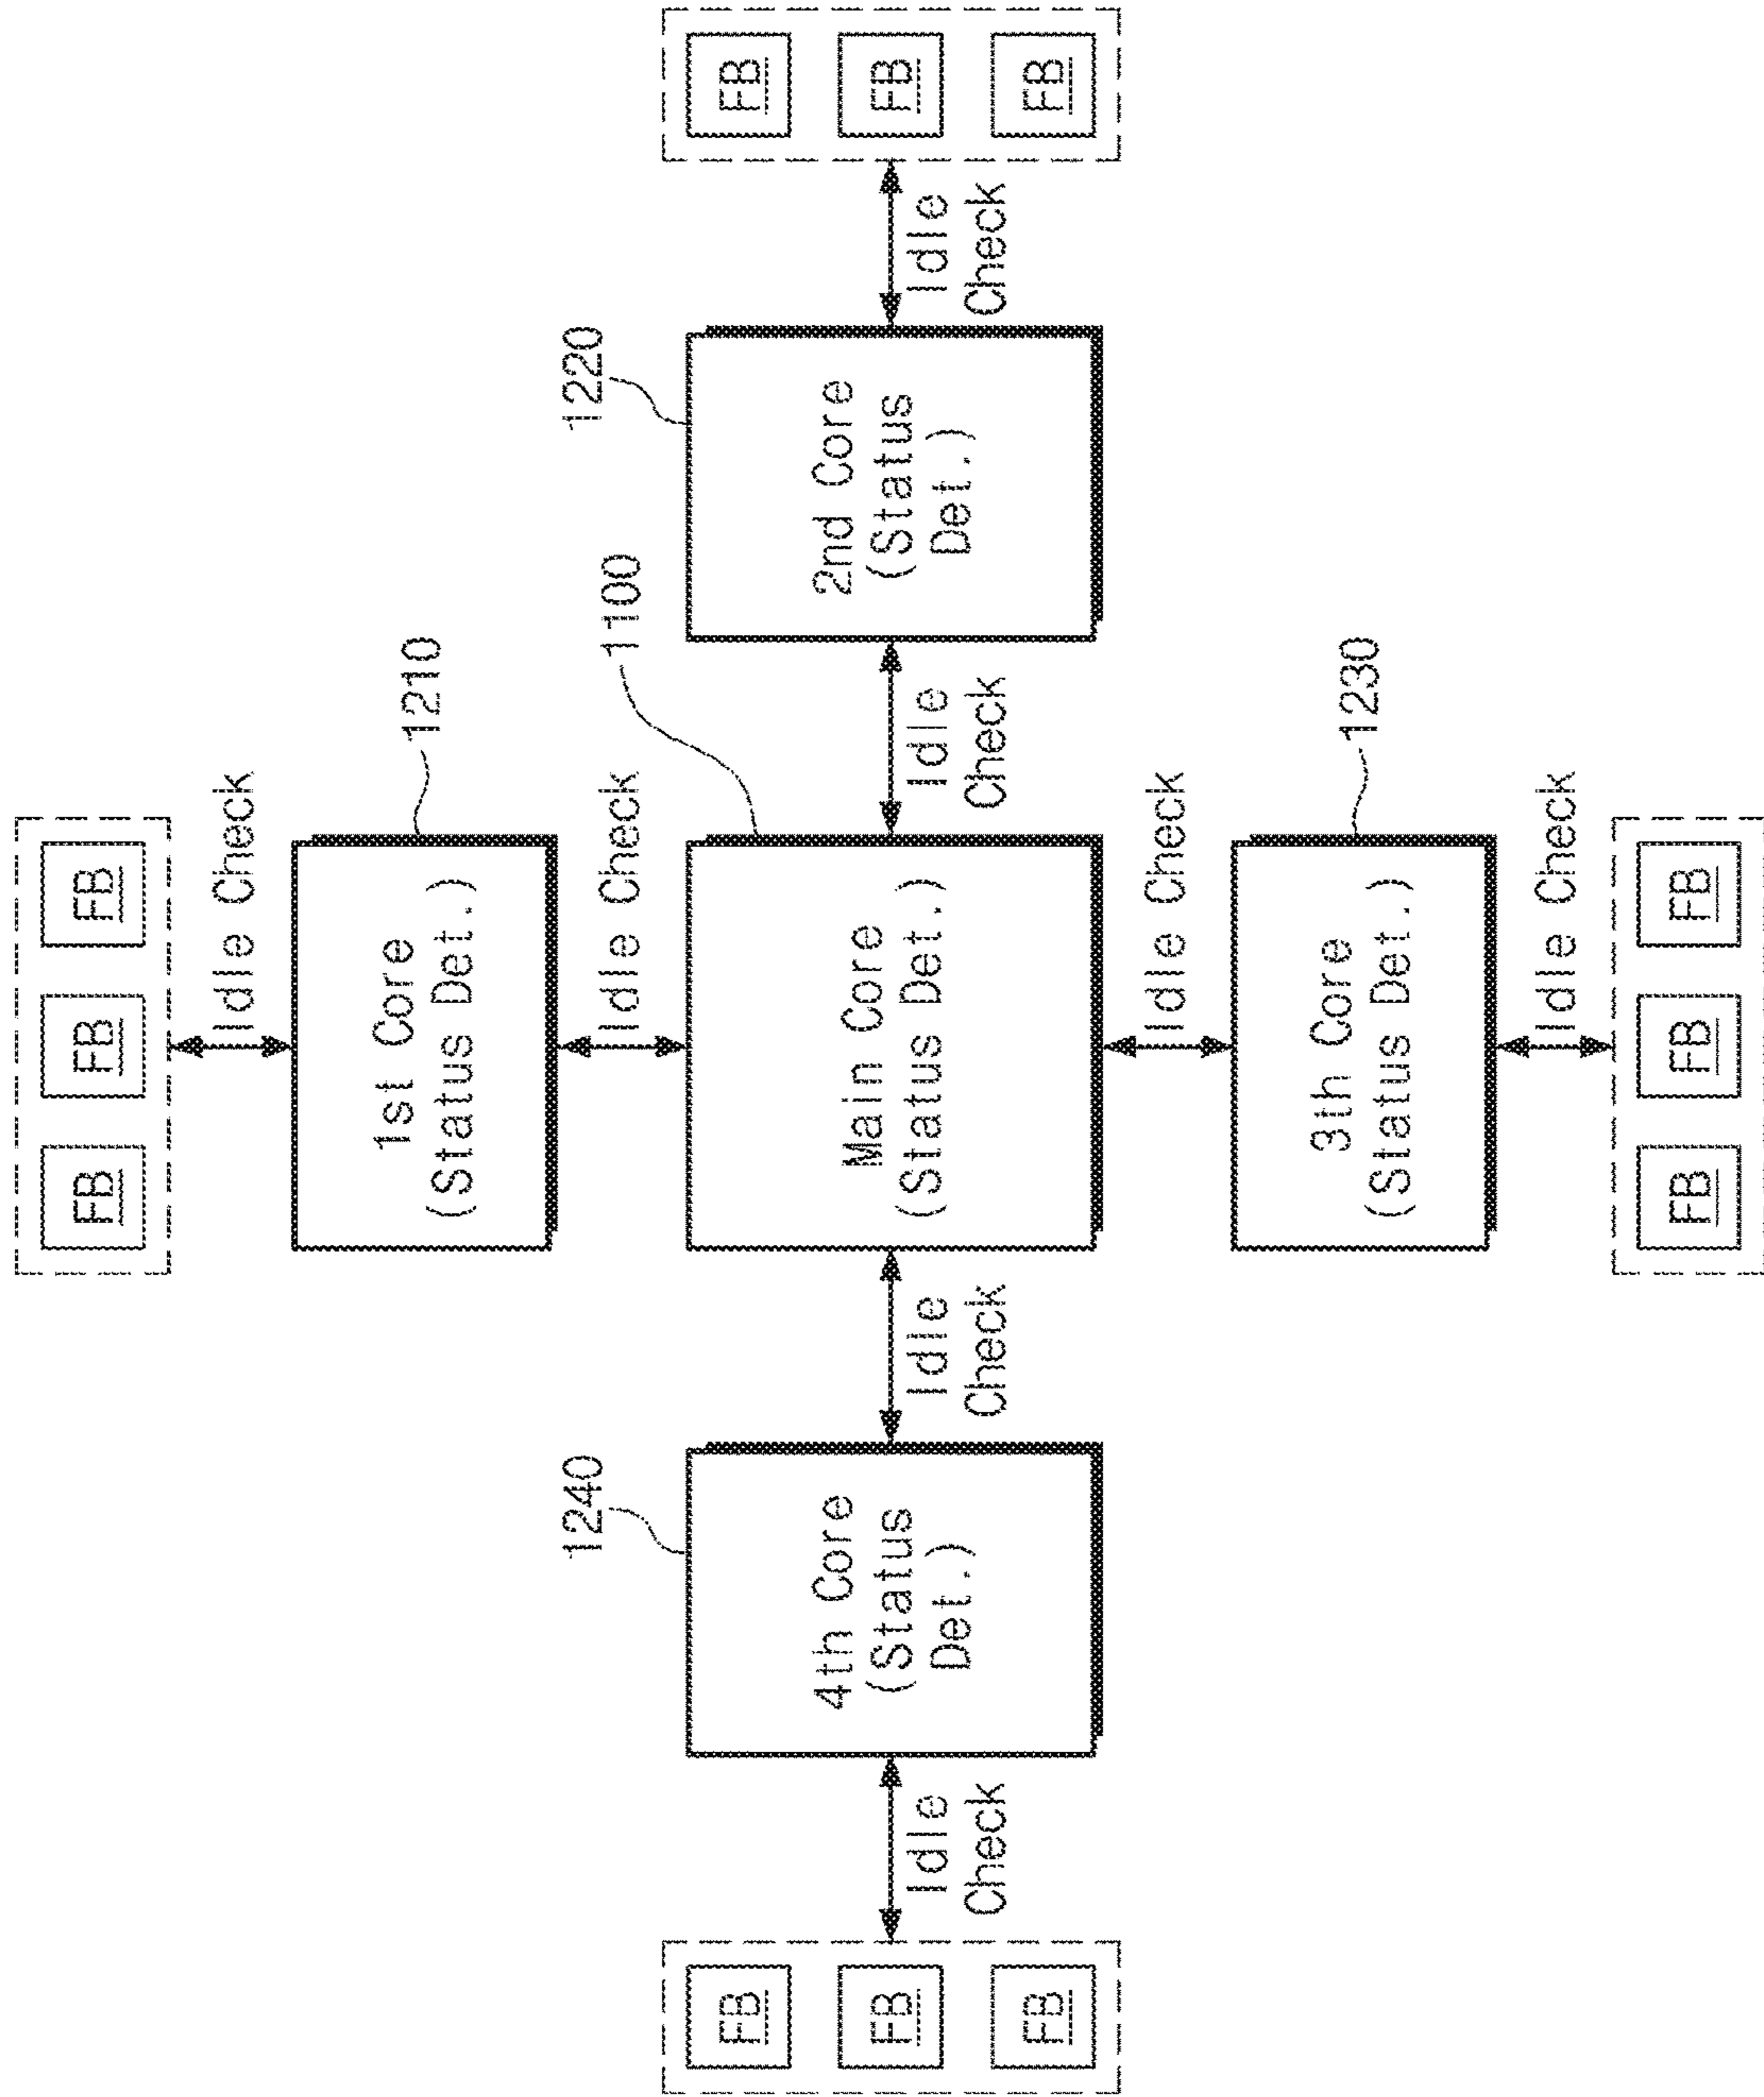 FB FB FB
Idle Check
1210
1st Core
(Status Det.)
Idle Check
1240
1220
1100
FB
FB
FB
Idle
Check
4th Core
(Status
Det.)
Idle
Check
Main Core
(Status Det.)
Idle
Check
2nd Core
(Status
Det.)
Idle
Check
FB
FB
FB
Idle Check
1230
3th Core
(Status Det.)
Idle Check
FB FB FB